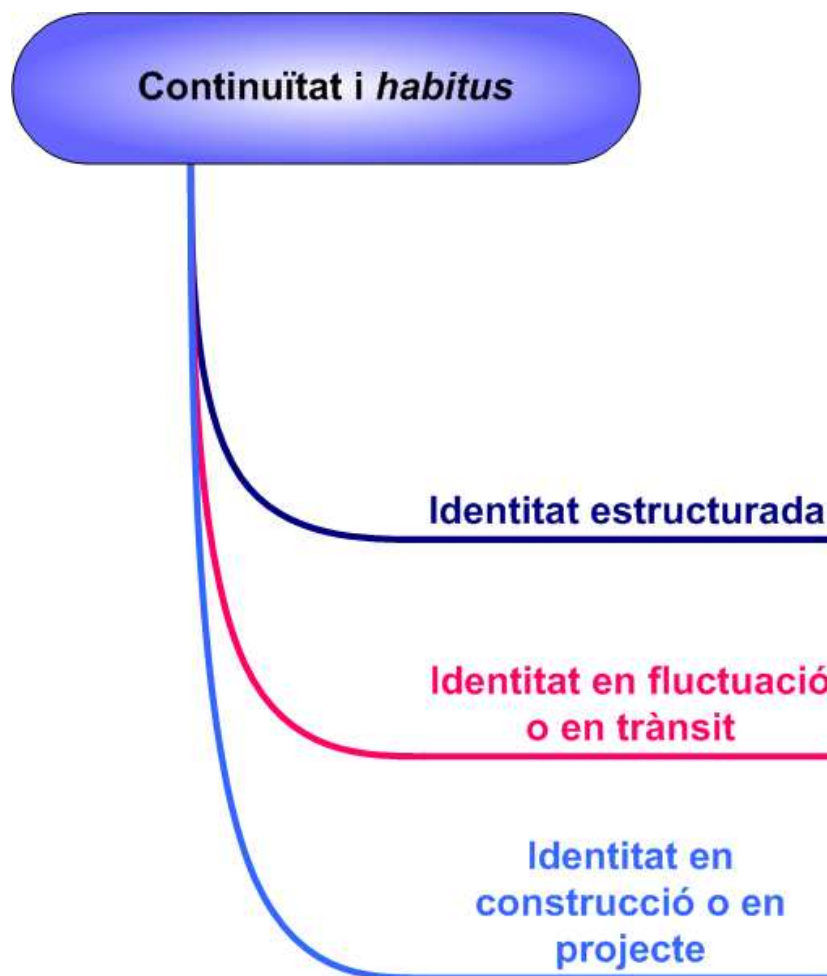 Continuïtat i habitus
Identitat estructurada
Identitat en fluctuació
o en trànsit
Identitat en
construcció o en
projecte